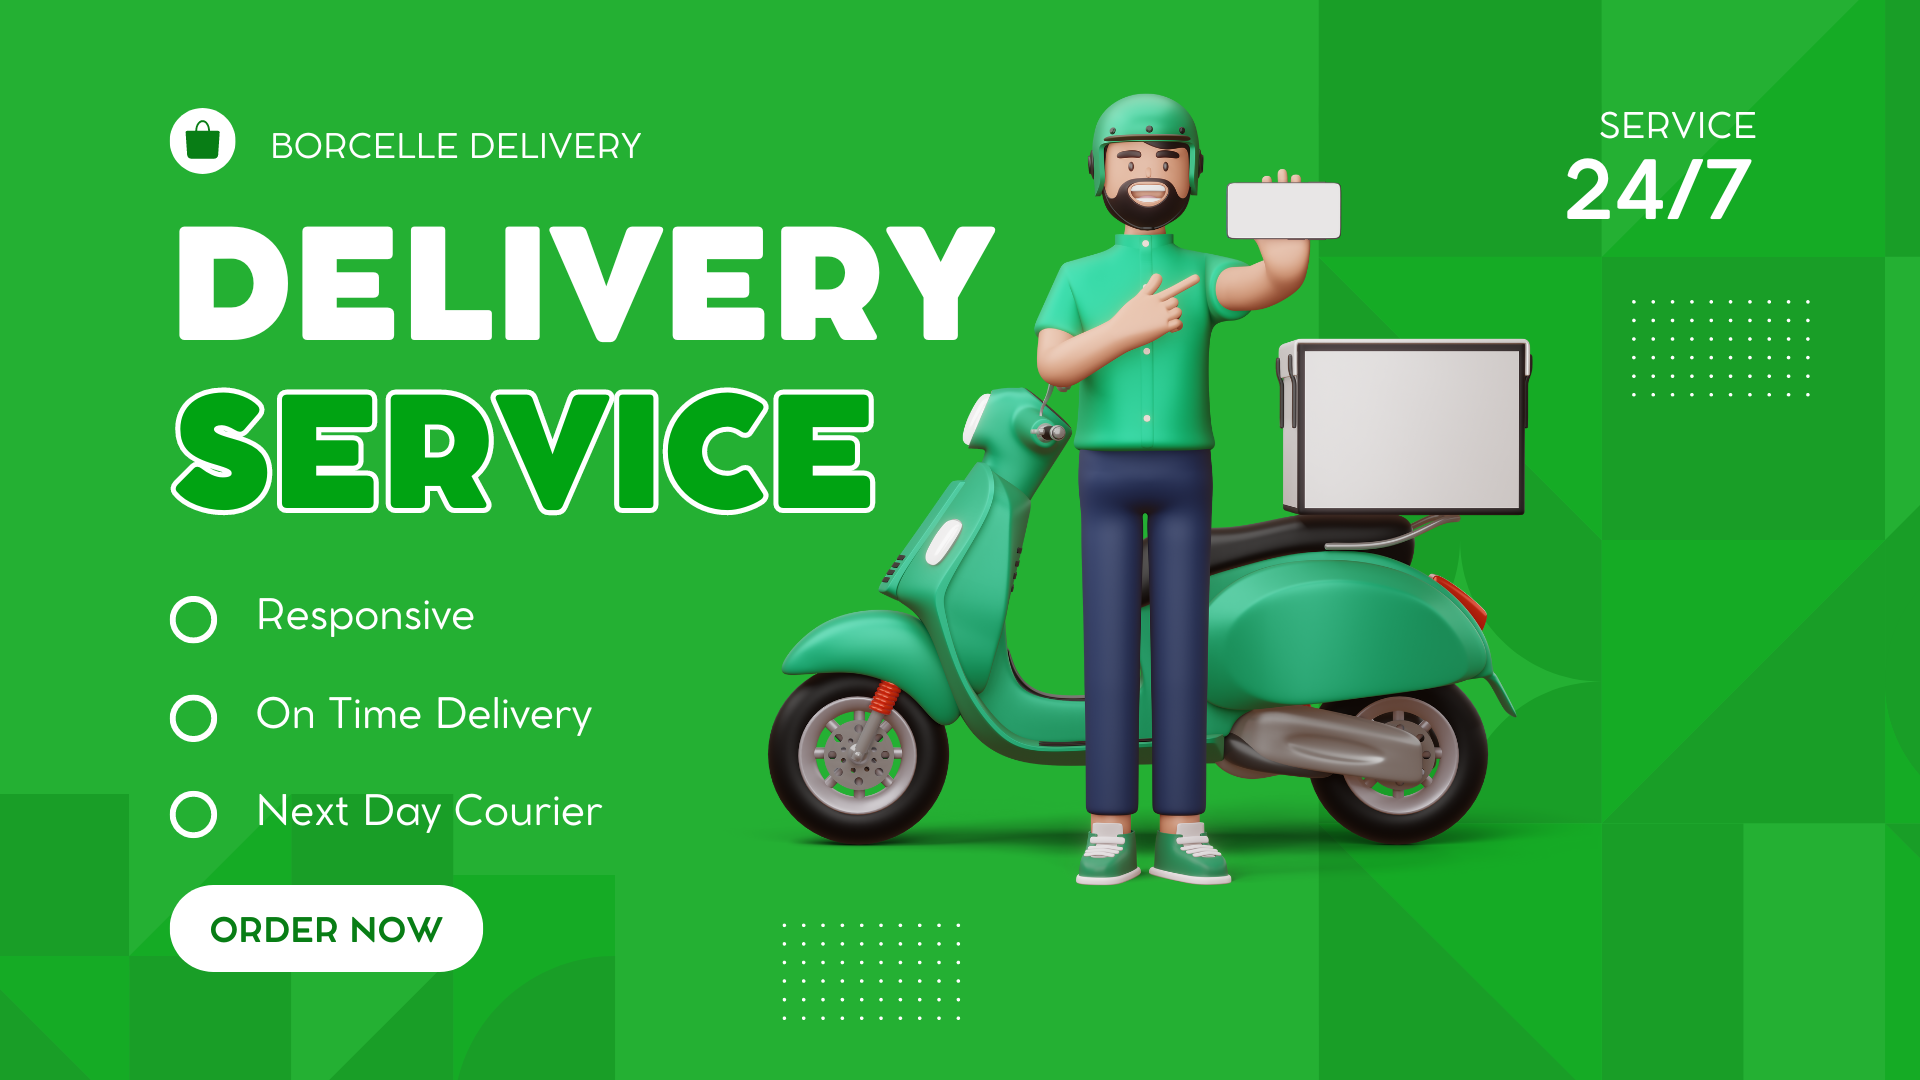 BORCELLE DELIVERY
SERVICE
24/7
DELIVERY
SERVICE
Responsive
On Time Delivery
Next Day Courier
ORDER NOW